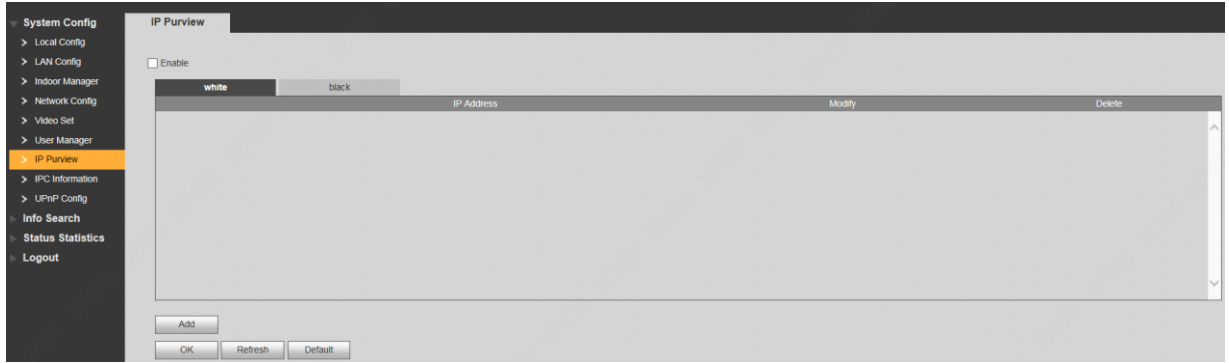 System Config
Local Config
LAN Config
Indoor Manager
Network Config
Video Set
User Manager
IP Purview
IPC Information
UPnP Config
Info Search
Status Statistics
Logout
IP Purview
Enable
white black
IP Address Modify Delete
Add
OK Refresh Default